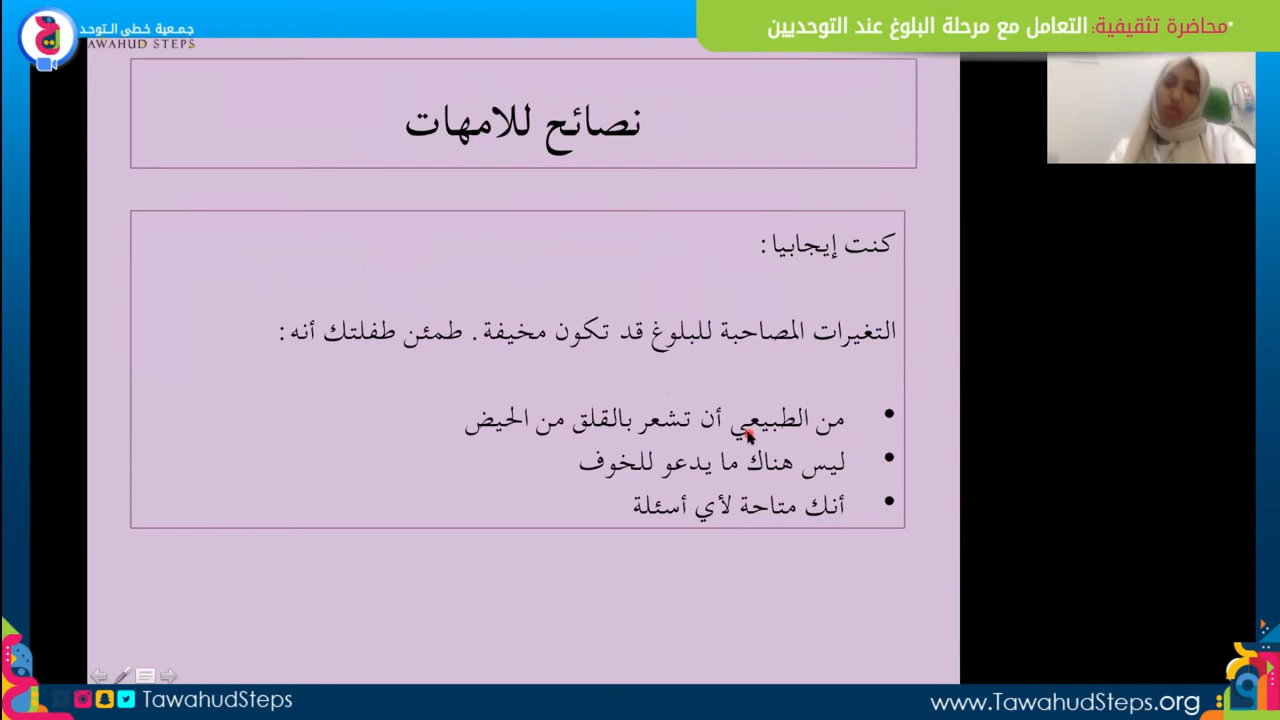 جمعية خطى التوحد
TAWAHUD STEPS
*محاضرة تثقيفية: التعامل مع مرحلة البلوغ عند التوحديين
نصائح للامهات
كنت إيجابيا:
التغيرات المصاحبة للبلوغ قد تكون مخيفة. طمئن طفلتك أنه:
• من الطبيعي أن تشعر بالقلق من الحيض
• ليس هناك ما يدعو للخوف
• أنك متاحة لأي أسئلة
TawahudSteps
www.TawahudSteps.org